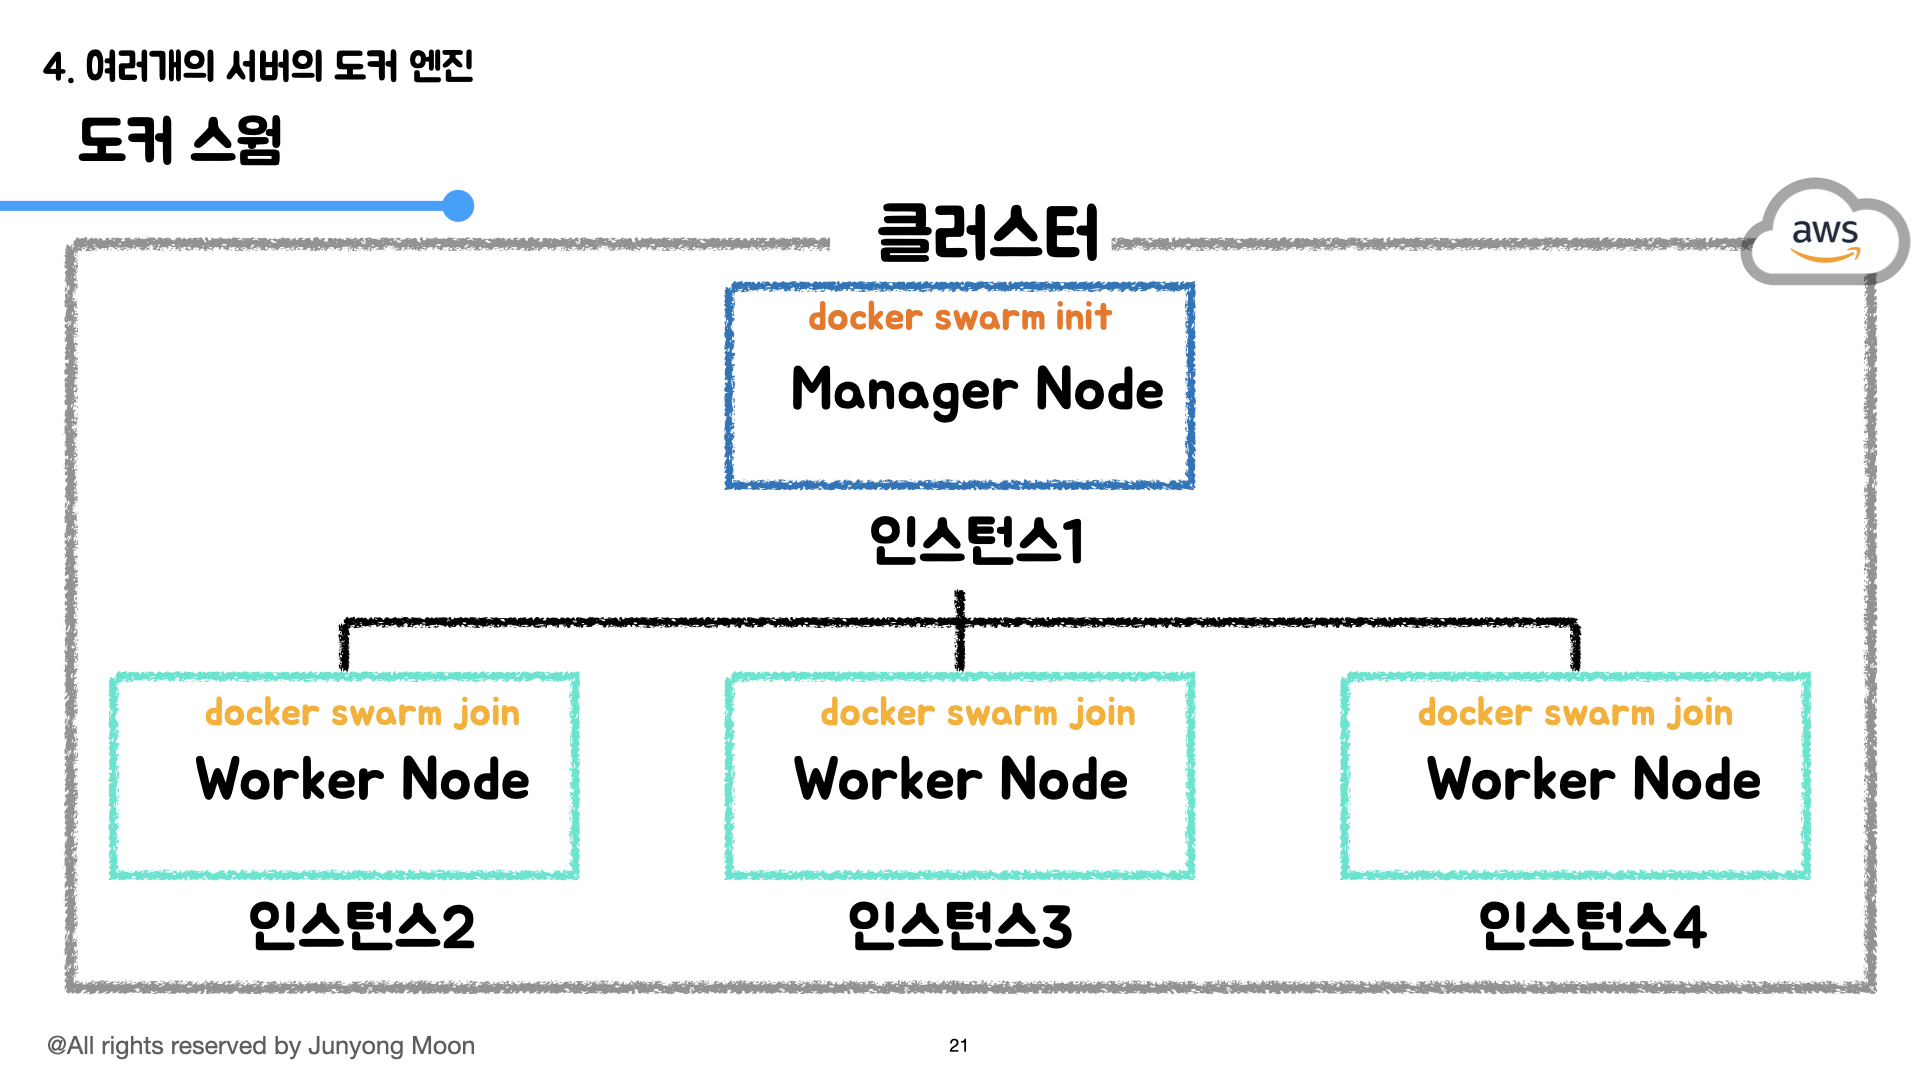 4. 여러개의 서버의 도커 엔진
도커 스웜
클러스터
aws
docker swarm init
Manager Node
인스턴스1
docker swarm join
Worker Node
인스턴스2
docker swarm join
Worker Node
인스턴스3
docker swarm join
Worker Node
인스턴스4
@All rights reserved by Junyong Moon
21